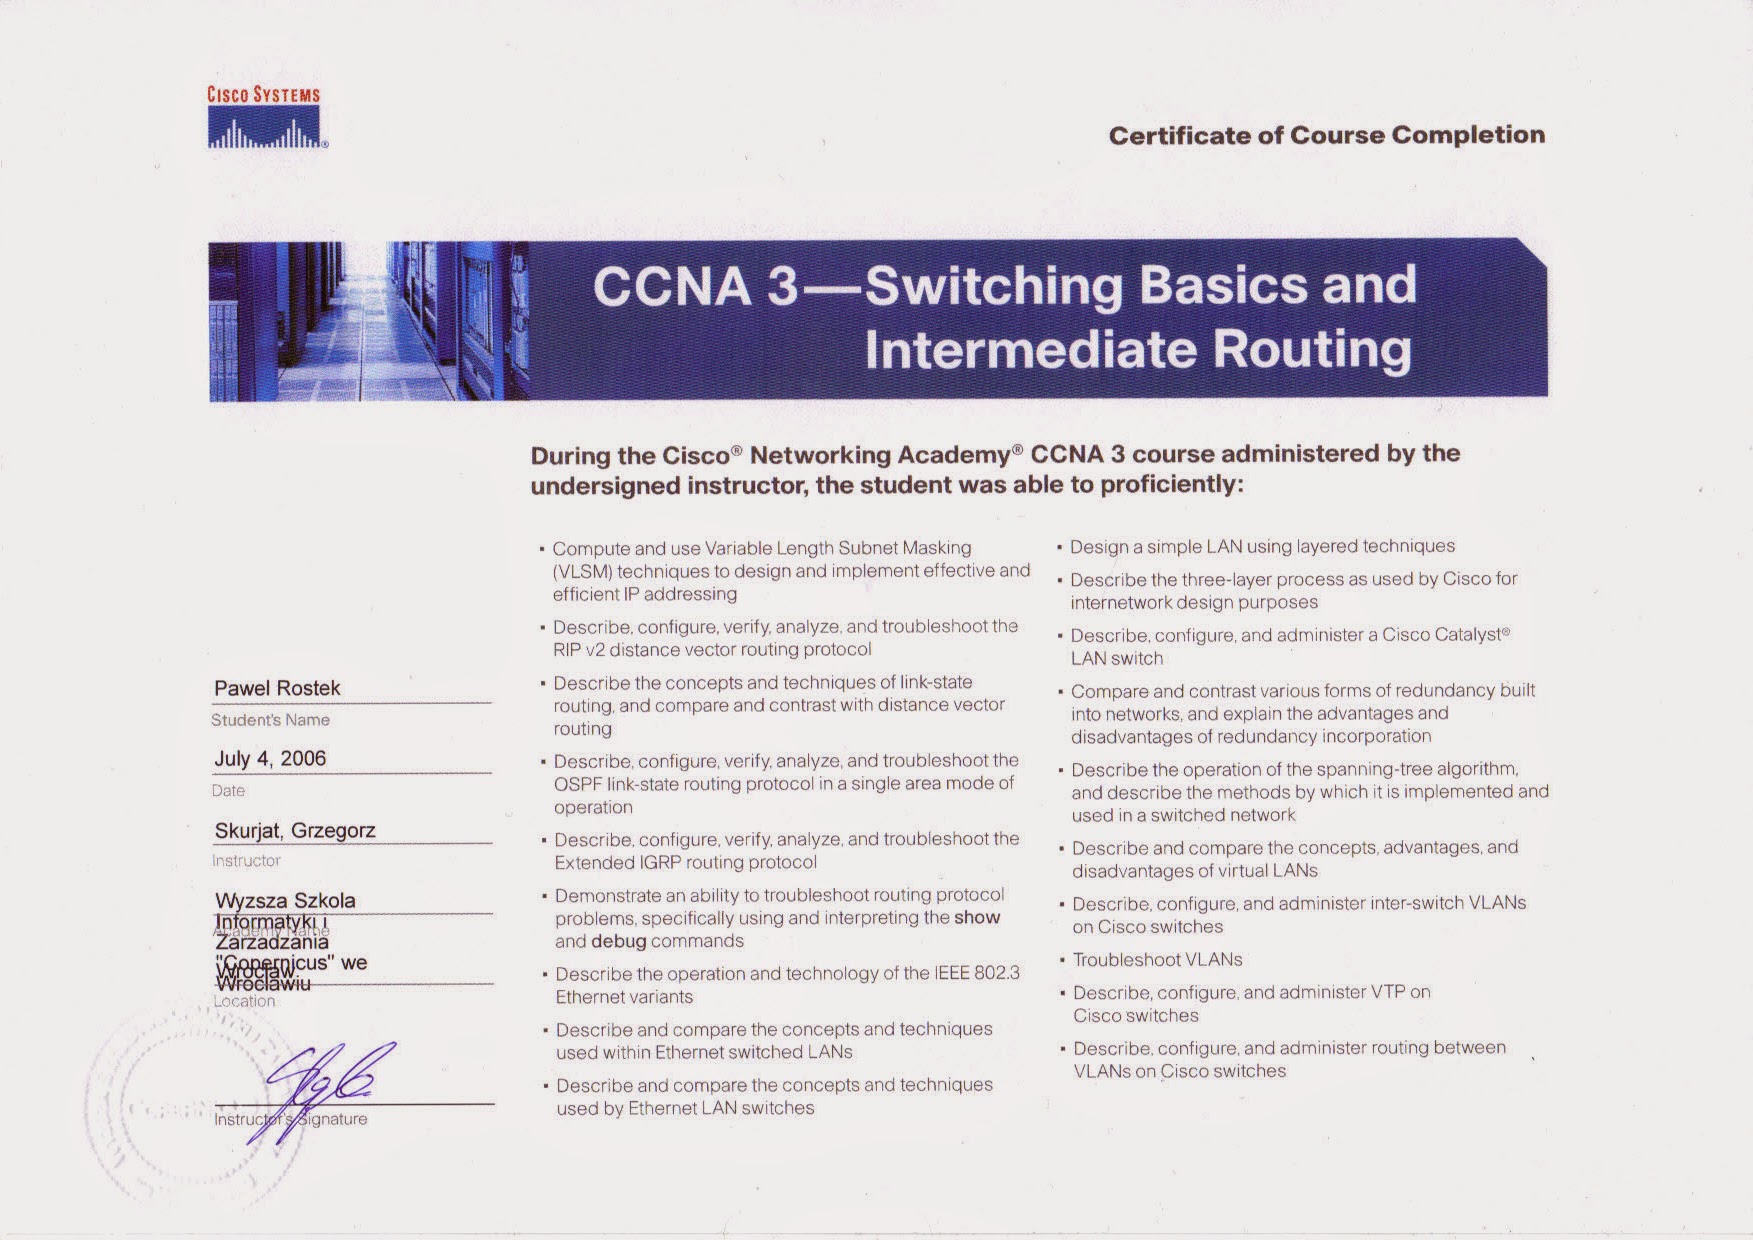 CISCO SYSTEMS
®
Certificate of Course Completion
CCNA 3—Switching Basics and
Intermediate Routing
During the Cisco® Networking Academy® CCNA 3 course administered by the
undersigned instructor, the student was able to proficiently:
▪ Compute and use Variable Length Subnet Masking
(VLSM) techniques to design and implement effective and
efficient IP addressing
▪ Describe, configure, verify, analyze, and troubleshoot the
RIP v2 distance vector routing protocol
▪ Describe the concepts and techniques of link-state
routing, and compare and contrast with distance vector
routing
▪ Describe, configure, verify, analyze, and troubleshoot the
OSPF link-state routing protocol in a single area mode of
operation
▪ Describe, configure, verify, analyze, and troubleshoot the
Extended IGRP routing protocol
▪ Demonstrate an ability to troubleshoot routing protocol
problems, specifically using and interpreting the show
and debug commands
▪ Describe the operation and technology of the IEEE 802.3
Ethernet variants
▪ Describe and compare the concepts and techniques
used within Ethernet switched LANs
▪ Describe and compare the concepts and techniques
used by Ethernet LAN switches
▪ Design a simple LAN using layered techniques
▪ Describe the three-layer process as used by Cisco for
internetwork design purposes
▪ Describe, configure, and administer a Cisco Catalyst®
LAN switch
▪ Compare and contrast various forms of redundancy built
into networks, and explain the advantages and
disadvantages of redundancy incorporation
▪ Describe the operation of the spanning-tree algorithm,
and describe the methods by which it is implemented and
used in a switched network
▪ Describe and compare the concepts, advantages, and
disadvantages of virtual LANs
▪ Describe, configure, and administer inter-switch VLANs
on Cisco switches
▪ Troubleshoot VLANs
▪ Describe, configure, and administer VTP on
Cisco switches
▪ Describe, configure, and administer routing between
VLANs on Cisco switches
Pawel Rostek
Student's Name
July 4, 2006
Date
Skurjat, Grzegorz
Instructor
Wyzsza Szkola
Informatyki i
Academy Name
Zarzadzania
"Copernicus" we
Wroclaw
Wroclawiu
Location
Instructor's Signature